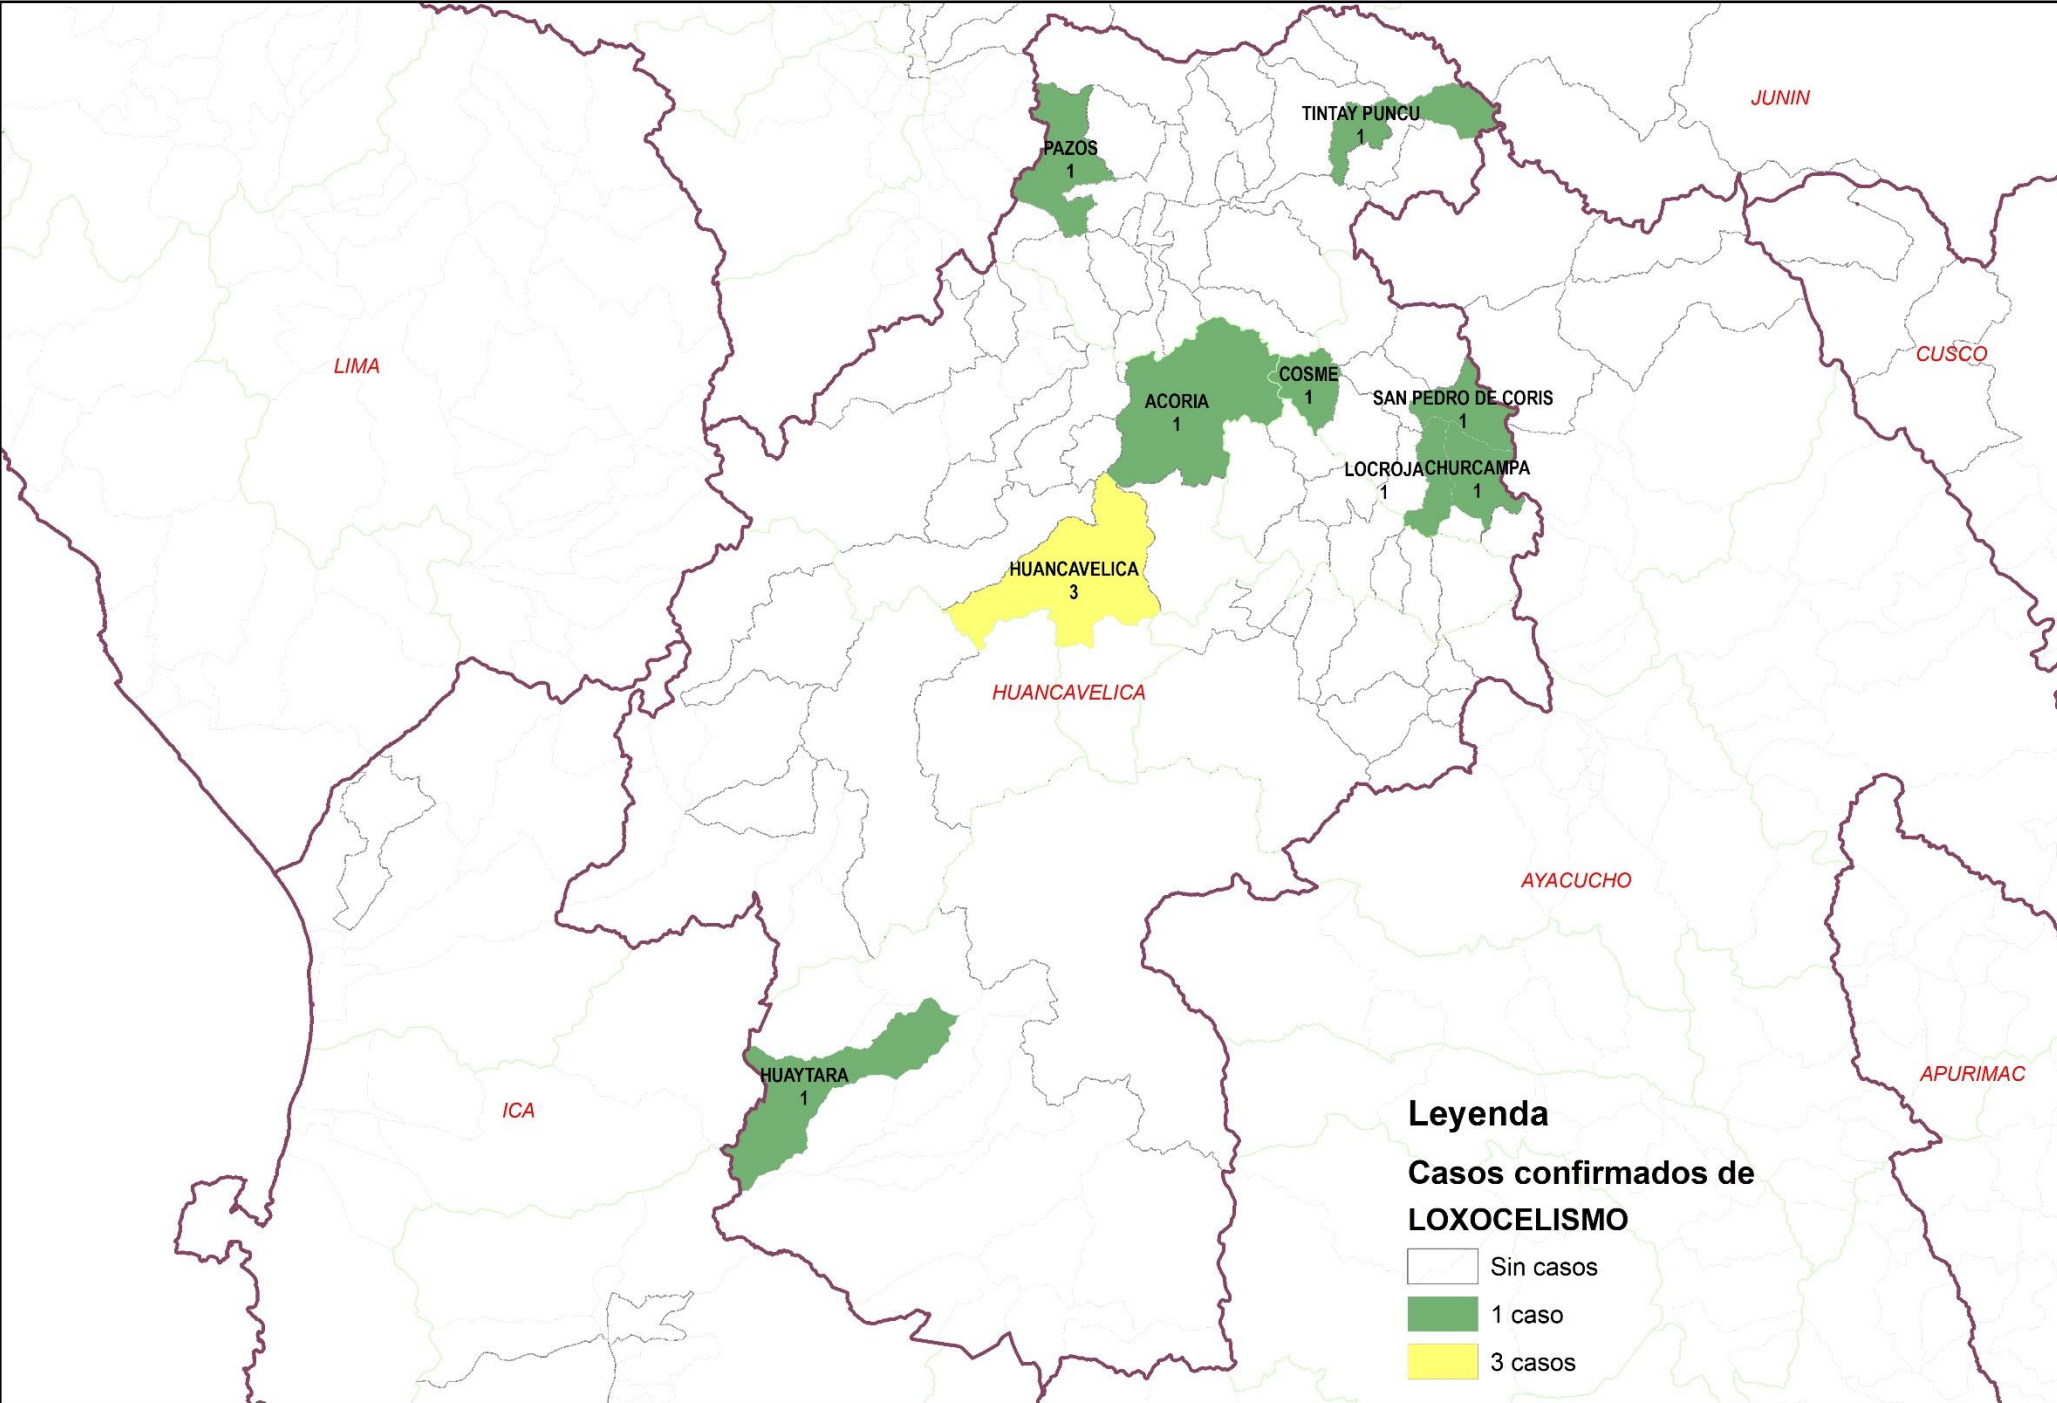 JUNIN
TINTAY PUNCU
1
PAZOS
1
LIMA
CUSCO
COSME
1
ACORIA
1
SAN PEDRO DE CORIS
1
LOCROJA
1
CHURCAMPA
1
HUANCAVELICA
3
HUANCAVELICA
AYACUCHO
HUAYTARA
1
ICA
APURIMAC
Leyenda
Casos confirmados de
LOXOCELISMO
Sin casos
1 caso
3 casos